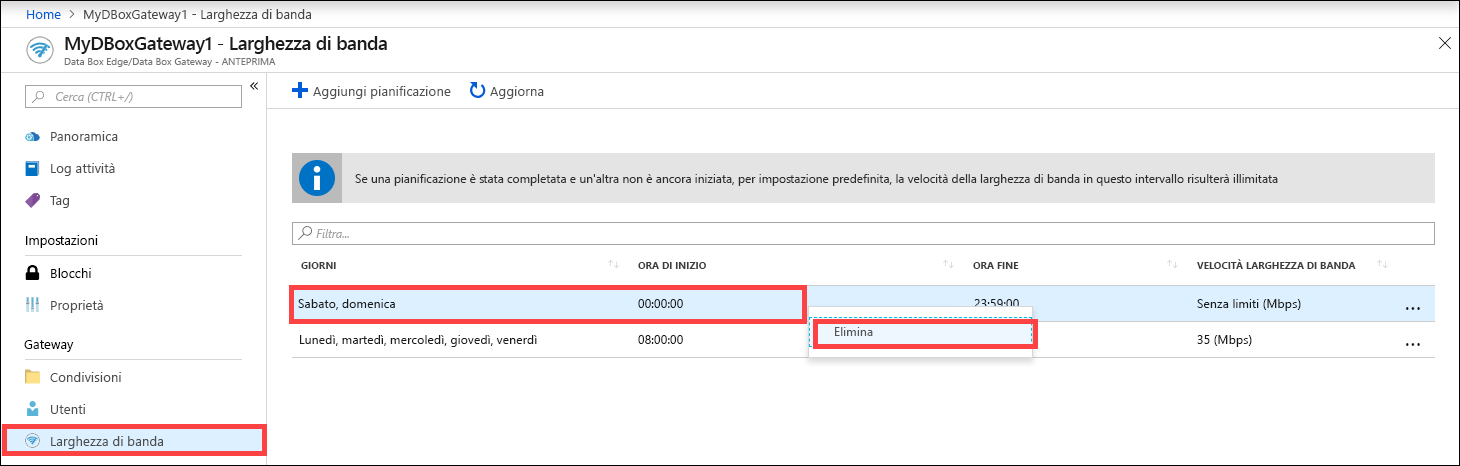 Home > MyDBoxGateway1 - Larghezza di banda
MyDBoxGateway1 - Larghezza di banda
Data Box Edge/Data Box Gateway - ANTEPRIMA
Cerca (CTRL+/)
«
Panoramica
Log attività
Tag
Impostazioni
Blocchi
Proprietà
Gateway
Condivisioni
Utenti
Larghezza di banda
Aggiungi pianificazione Aggiorna
Se una pianificazione è stata completata e un'altra non è ancora iniziata, per impostazione predefinita, la velocità della larghezza di banda in questo intervallo risulterà illimitata
Filtra...
GIORNI ORA DI INIZIO ORA FINE VELOCITÀ LARGHEZZA DI BANDA
Sabato, domenica 00:00:00 23:59:00 Senza limiti (Mbps) ...
Elimina
Lunedì, martedì, mercoledì, giovedì, venerdì 08:00:00 35 (Mbps) ...